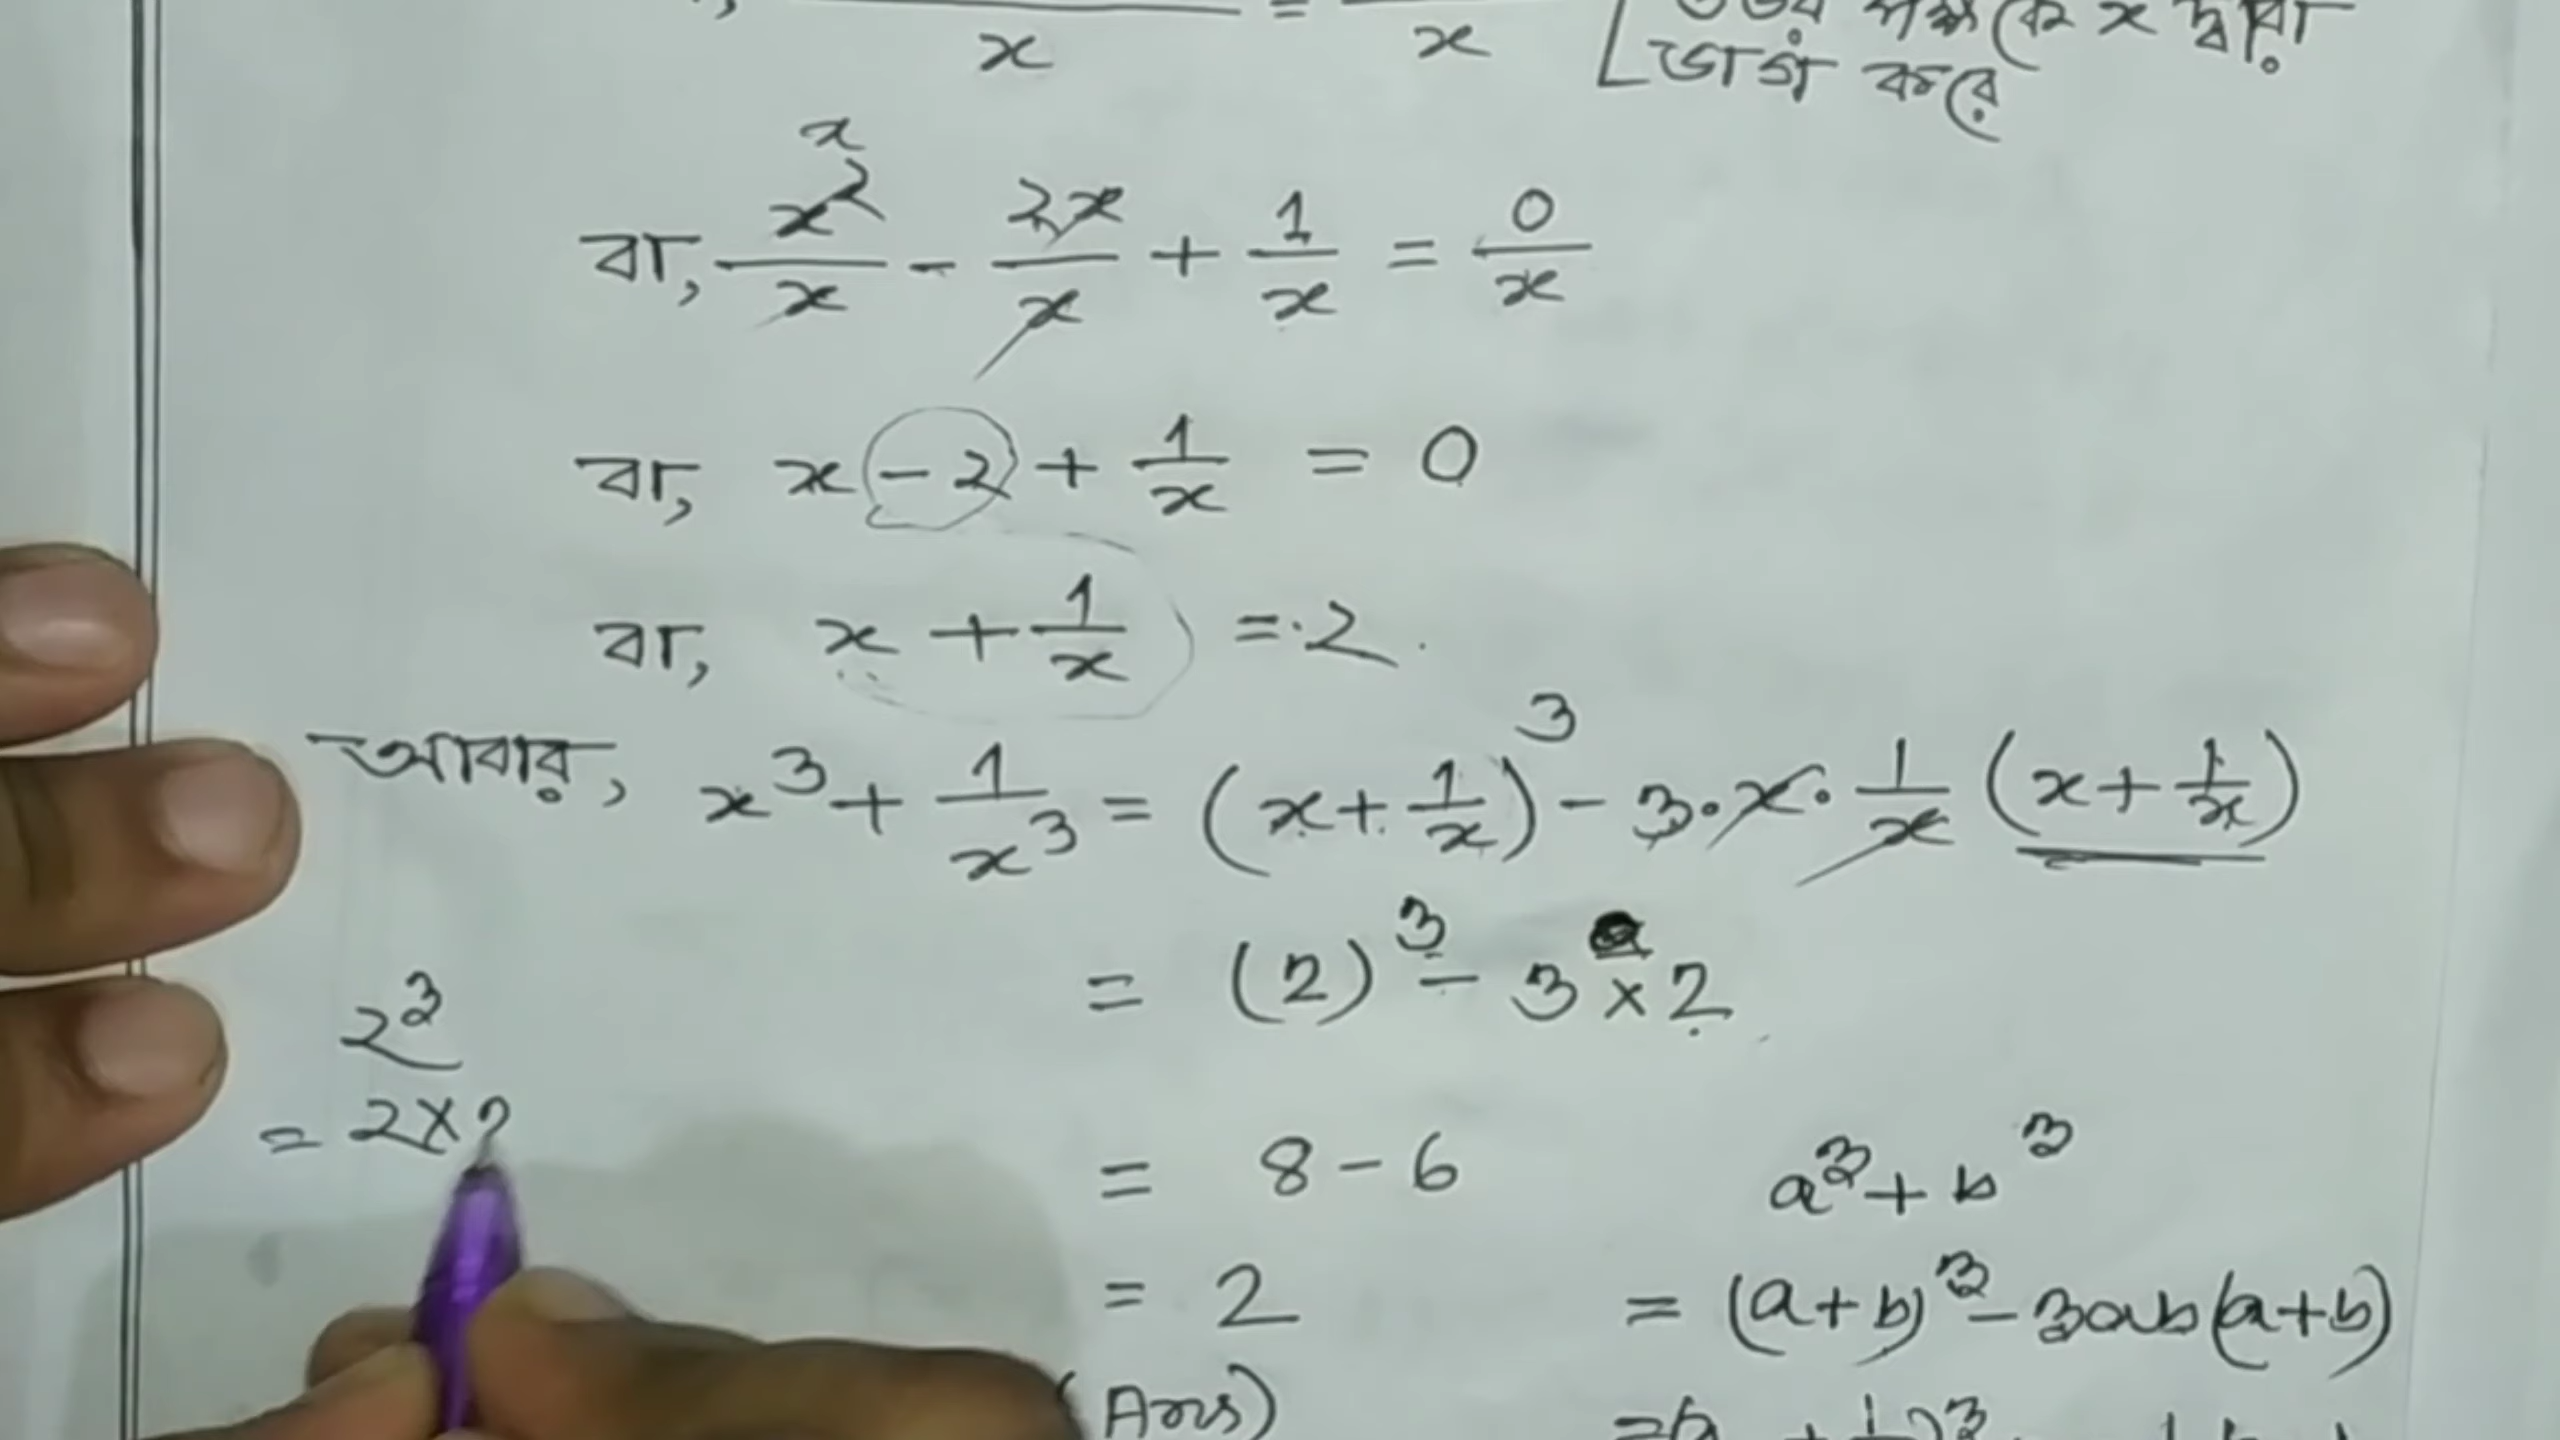 x = x [উভয় পক্ষকে x দ্বারা
ভাগ করে
x
বা, x²/x - 2x/x + 1/x = 0/x
বা, x - 2 + 1/x = 0
বা, x + 1/x = 2
আবার, x³ + 1/x³ = (x + 1/x)³ - 3·x·1/x (x + 1/x)
= (2)³ - 3 × 2
= 8 - 6
= 2
(Ans)
2³
= 2×2
a³ + b³
= (a+b)³ - 3ab(a+b)